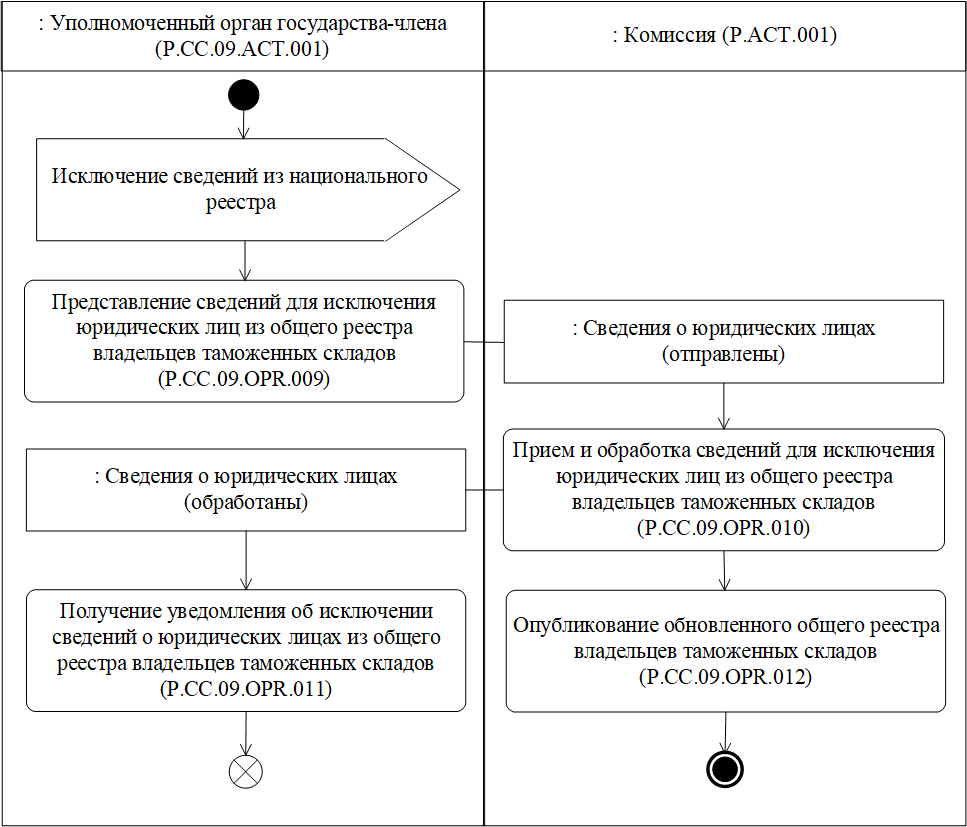 : Уполномоченный орган государства-члена
(P.CC.09.ACT.001)
: Комиссия (P.ACT.001)
Исключение сведений из национального
реестра
Представление сведений для исключения
юридических лиц из общего реестра
владельцев таможенных складов
(P.CC.09.OPR.009)
: Сведения о юридических лицах
(отправлены)
Прием и обработка сведений для исключения
юридических лиц из общего реестра
владельцев таможенных складов
(P.CC.09.OPR.010)
: Сведения о юридических лицах
(обработаны)
Получение уведомления об исключении
сведений о юридических лицах из общего
реестра владельцев таможенных складов
(P.CC.09.OPR.011)
Опубликование обновленного общего реестра
владельцев таможенных складов
(P.CC.09.OPR.012)